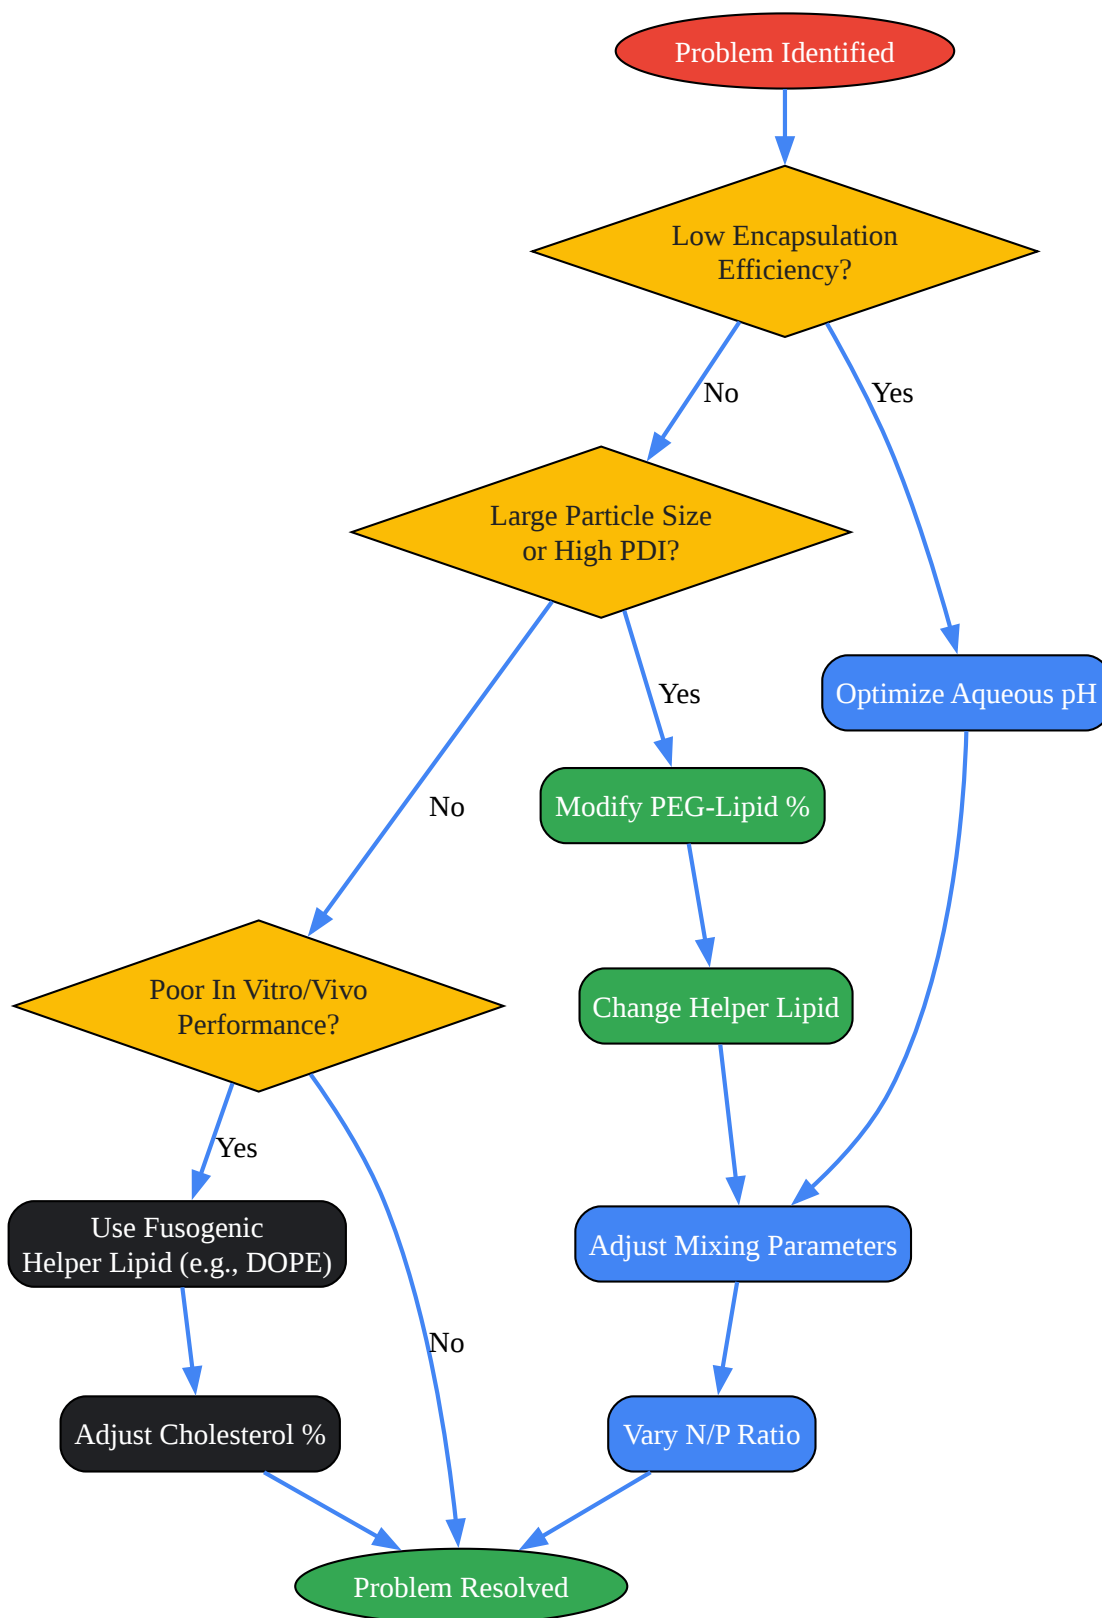 Problem Identified
Low Encapsulation
Efficiency?
No
Yes
Large Particle Size
or High PDI?
Optimize Aqueous pH
Yes
No
Modify PEG-Lipid %
Poor In Vitro/Vivo
Performance?
Change Helper Lipid
Yes
Use Fusogenic
Helper Lipid (e.g., DOPE)
Adjust Mixing Parameters
No
Adjust Cholesterol %
Vary N/P Ratio
Problem Resolved